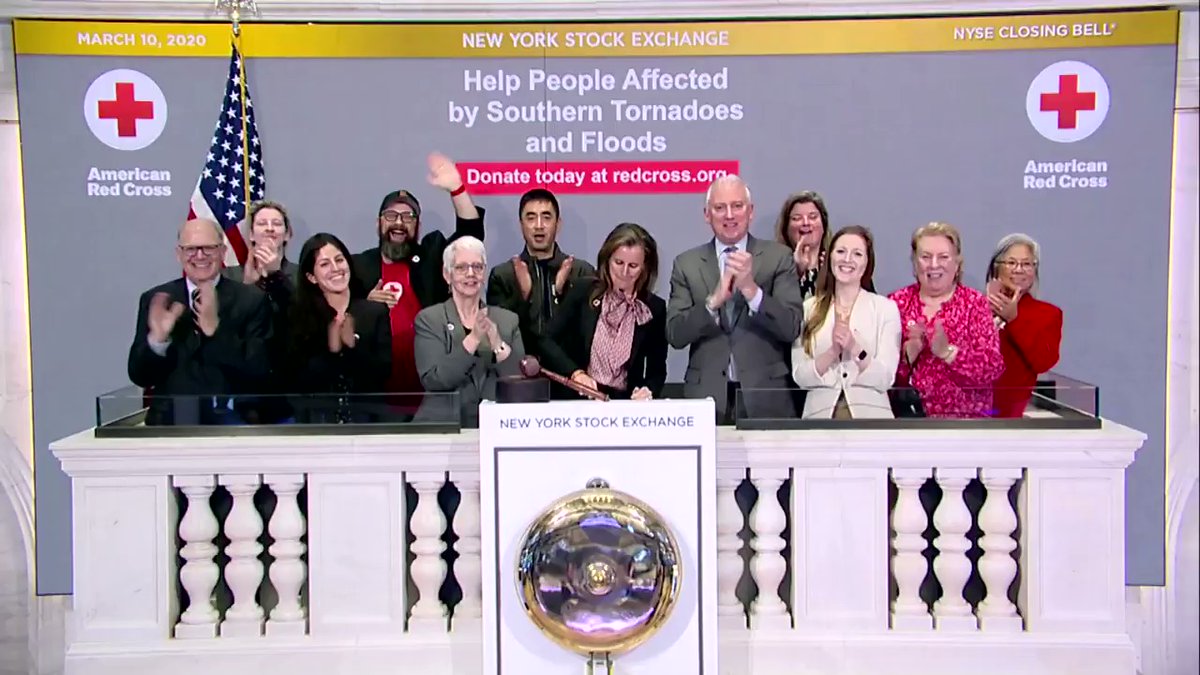 MARCH 10, 2020
NEW YORK STOCK EXCHANGE
NYSE CLOSING BELL®
Help People Affected
by Southern Tornadoes
and Floods
Donate today at redcross.org
American
Red Cross
American
Red Cross
NEW YORK STOCK EXCHANGE